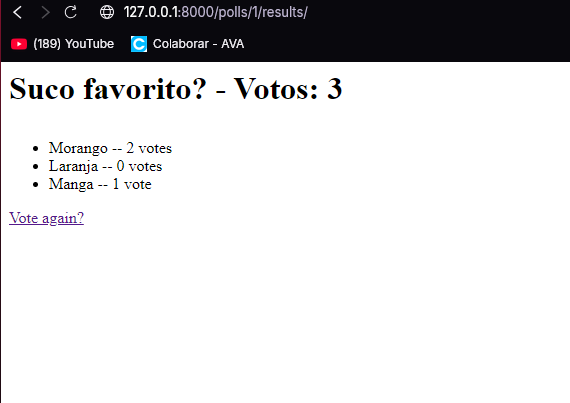 127.0.0.1:8000/polls/1/results/
(189) YouTube Colaborar - AVA
Suco favorito? - Votos: 3
Morango -- 2 votes
Laranja -- 0 votes
Manga -- 1 vote
Vote again?